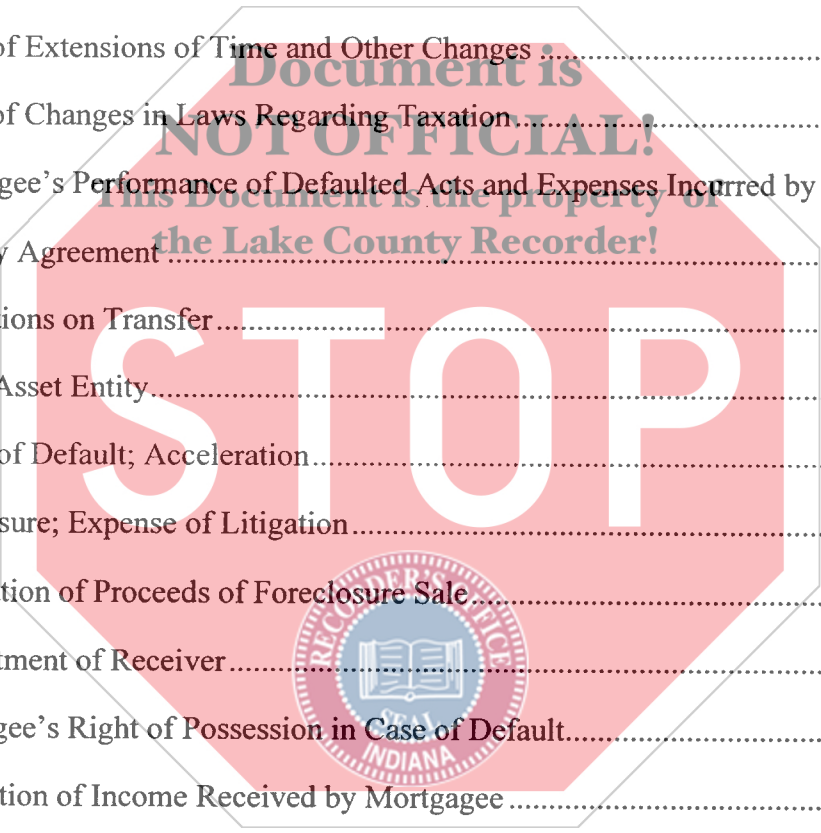 of Extensions of Time and Other Changes
Document is
of Changes in Laws Regarding Taxation
NOT OFFICIAL!
gee's Performance of Defaulted Acts and Expenses Incurred by
This Document is the property of
the Lake County Recorder!
y Agreement
ions on Transfer
Asset Entity
STOP
of Default; Acceleration
sure; Expense of Litigation
tion of Proceeds of Foreclosure Sale
RECORDER'S OFFICE
tment of Receiver
SEAL
gee's Right of Possession in Case of Default
INDIANA
tion of Income Received by Mortgagee